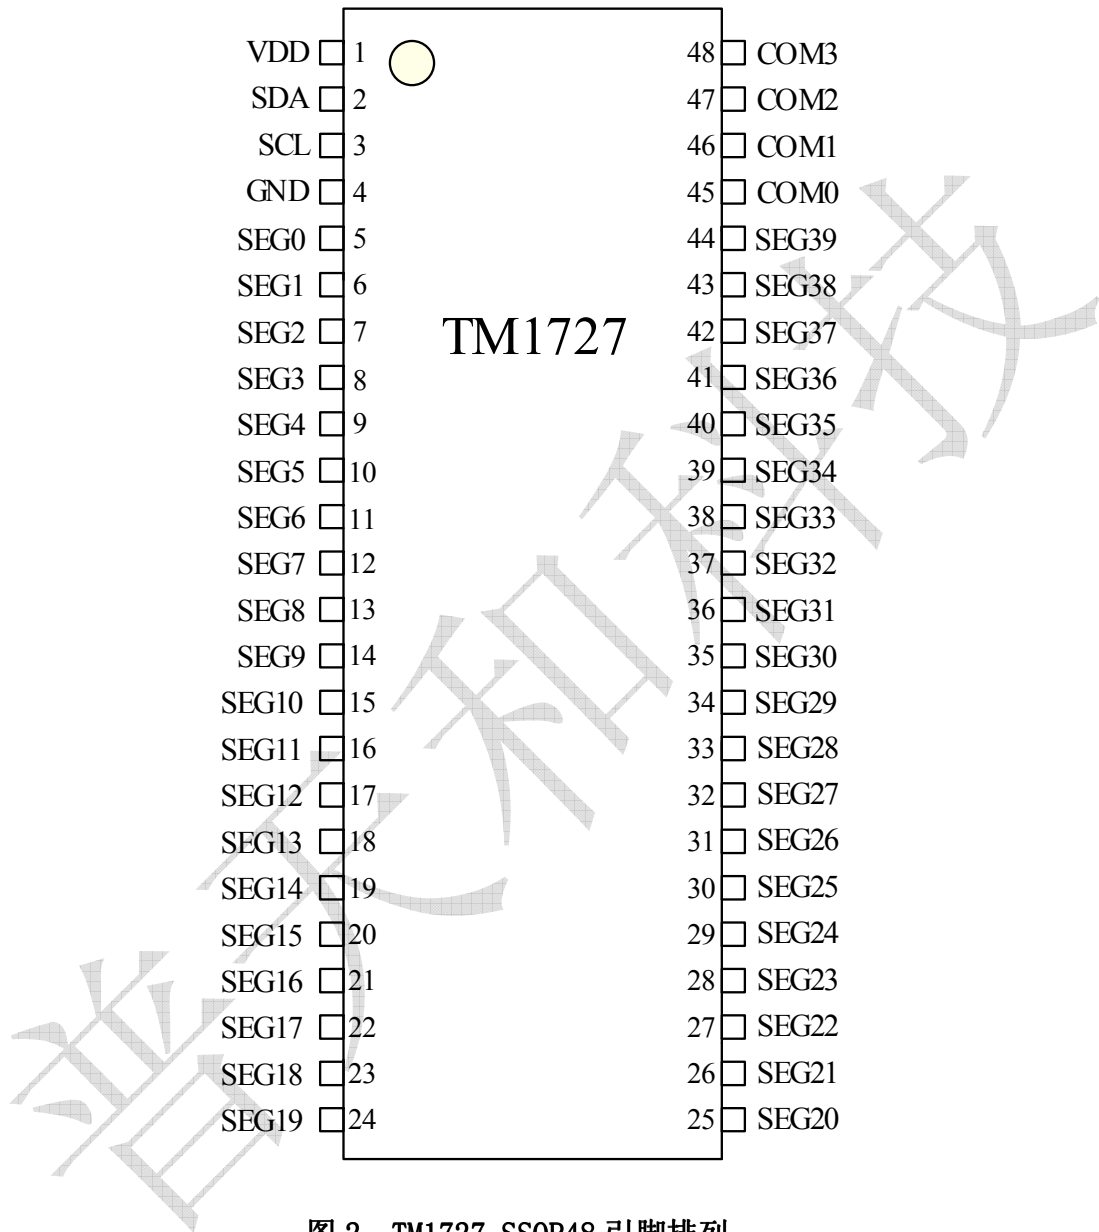 VDD 1 48 COM3
SDA 2 47 COM2
SCL 3 46 COM1
GND 4 45 COM0
SEG0 5 44 SEG39
SEG1 6 43 SEG38
SEG2 7 TM1727 42 SEG37
SEG3 8 41 SEG36
SEG4 9 40 SEG35
SEG5 10 39 SEG34
SEG6 11 38 SEG33
SEG7 12 37 SEG32
SEG8 13 36 SEG31
SEG9 14 35 SEG30
SEG10 15 34 SEG29
SEG11 16 33 SEG28
SEG12 17 32 SEG27
SEG13 18 31 SEG26
SEG14 19 30 SEG25
SEG15 20 29 SEG24
SEG16 21 28 SEG23
SEG17 22 27 SEG22
SEG18 23 26 SEG21
SEG19 24 25 SEG20
普天和科技
图 2 TM1727 SSOP48 引脚排列